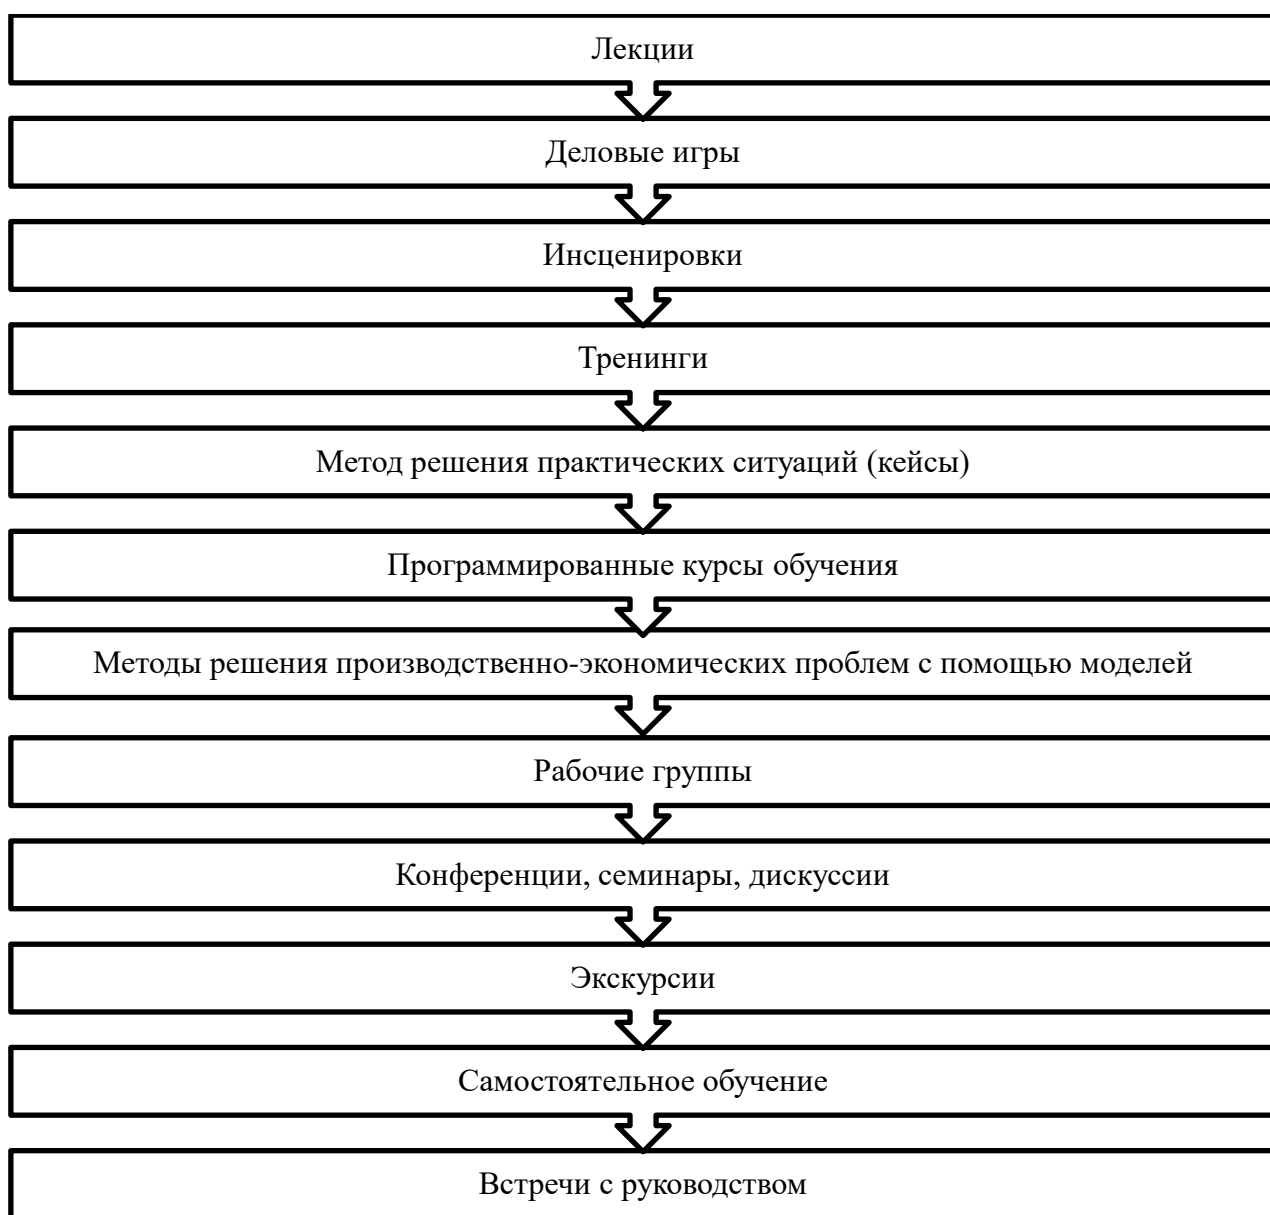 Лекции
Деловые игры
Инсценировки
Тренинги
Метод решения практических ситуаций (кейсы)
Программированные курсы обучения
Методы решения производственно-экономических проблем с помощью моделей
Рабочие группы
Конференции, семинары, дискуссии
Экскурсии
Самостоятельное обучение
Встречи с руководством